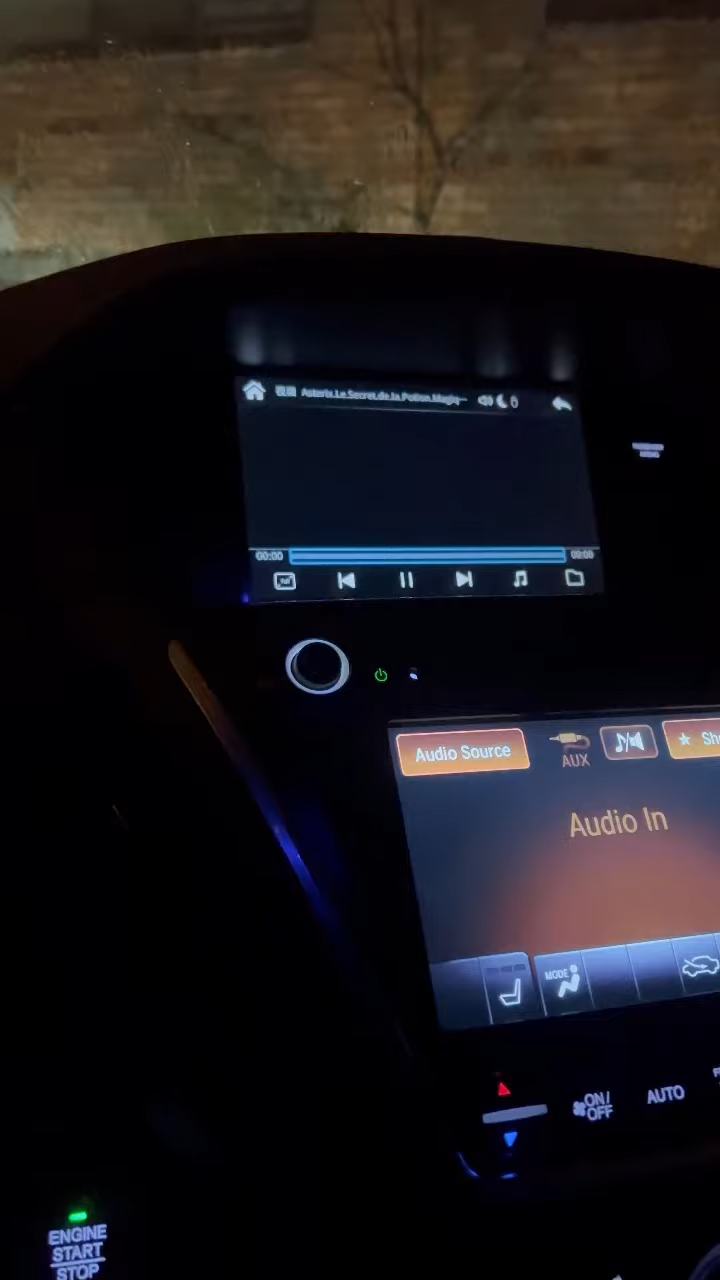 Asterix.Le.Secret.de.la.Potion.Magiq--
00:00
00:00
Audio Source
AUX
Audio In
MODE
ON/
OFF
AUTO
ENGINE
START
STOP